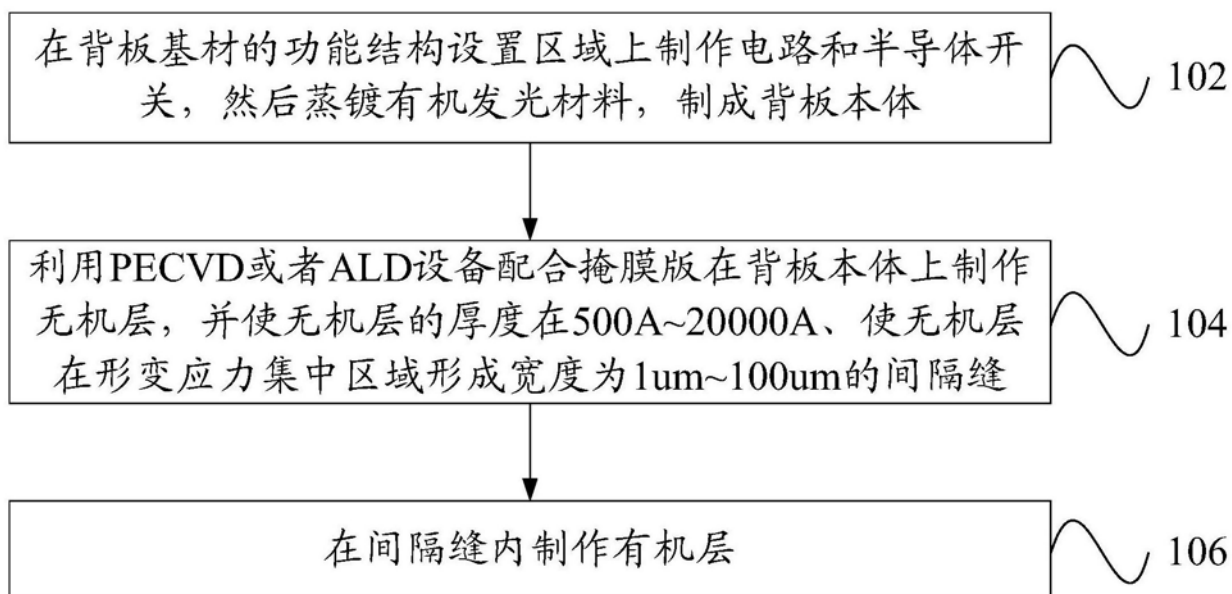 在背板基材的功能结构设置区域上制作电路和半导体开
关，然后蒸镀有机发光材料，制成背板本体
102
利用PECVD或者ALD设备配合掩膜版在背板本体上制作
无机层，并使无机层的厚度在500A~20000A、使无机层
在形变应力集中区域形成宽度为1um~100um的间隔缝
104
在间隔缝内制作有机层
106